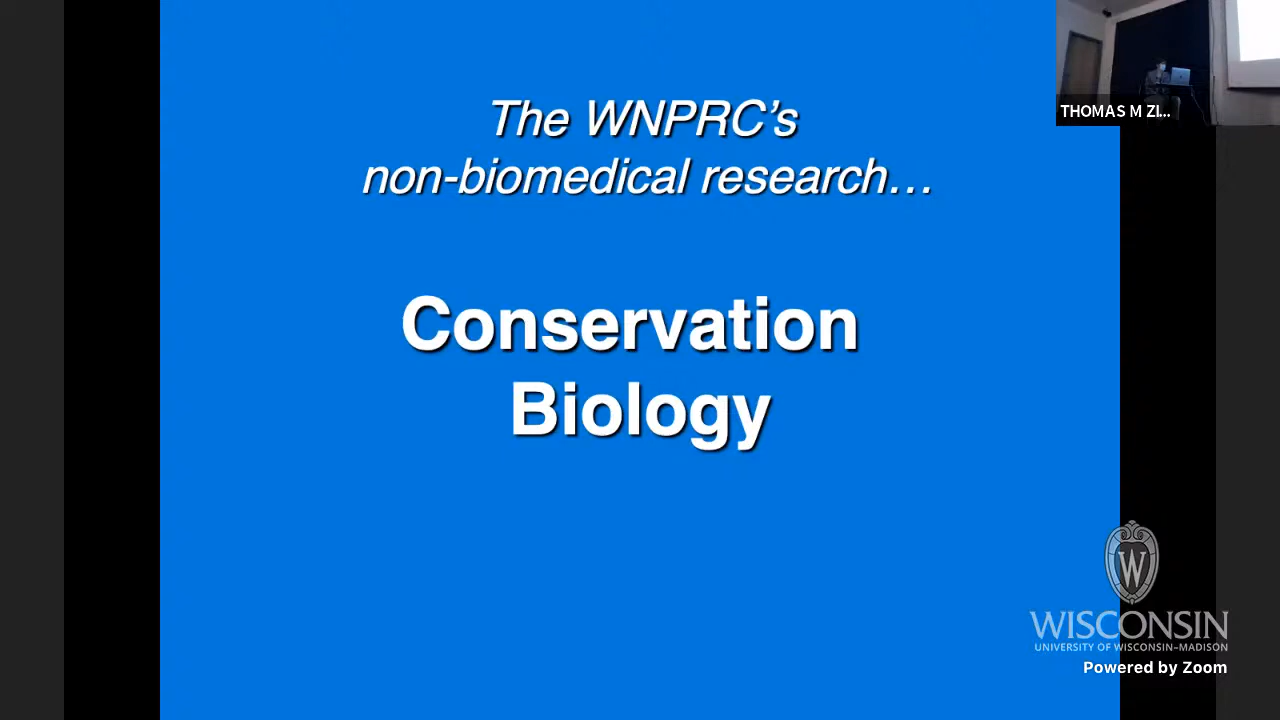 The WNPRC’s
non-biomedical research…
Conservation
Biology
THOMAS M ZI...
W
WISCONSIN
UNIVERSITY OF WISCONSIN–MADISON
Powered by Zoom